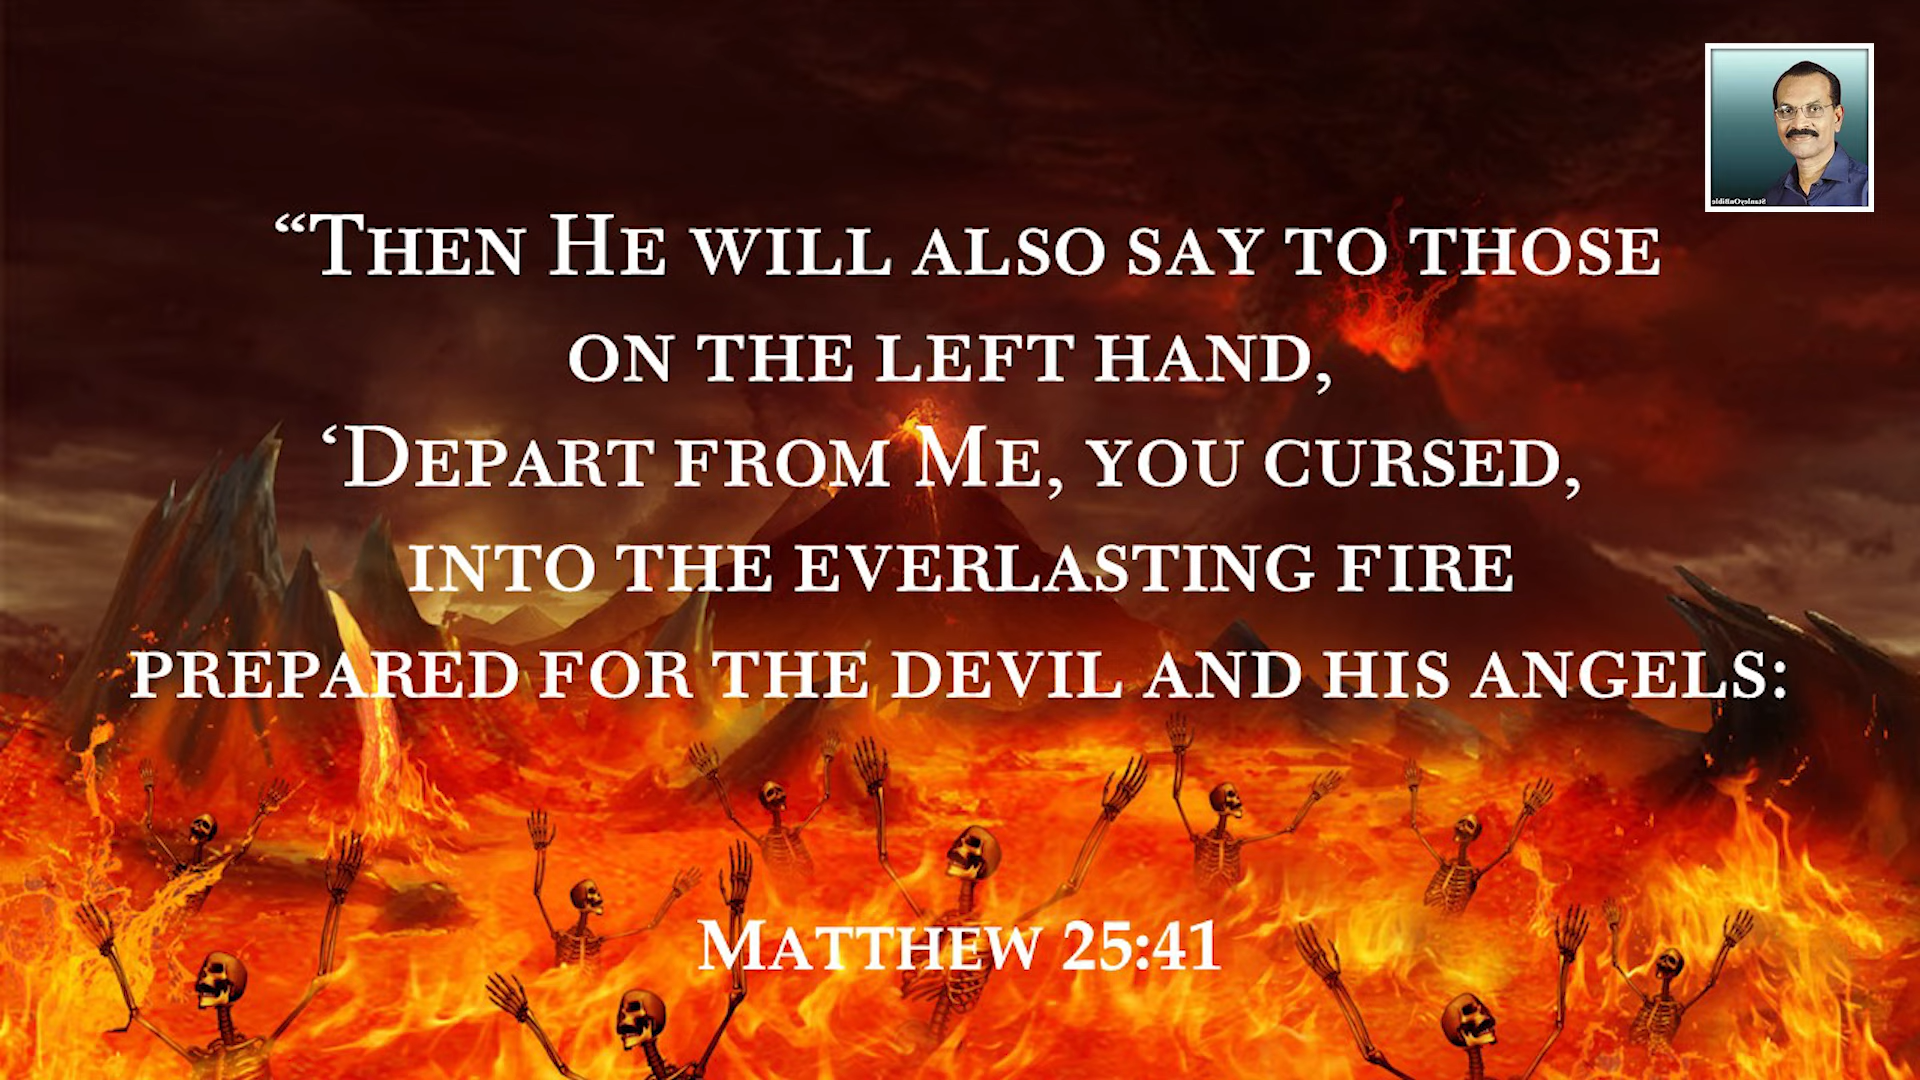 StanleyOnBible
“Then He will also say to those
on the left hand,
‘Depart from Me, you cursed,
into the everlasting fire
prepared for the devil and his angels:
Matthew 25:41